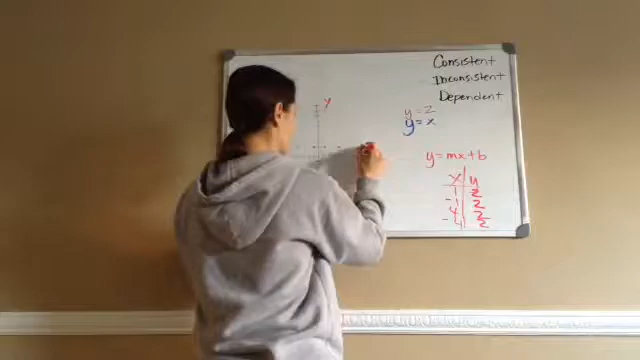 Consistent
Inconsistent
Dependent
y
y = 2
y = x
y = mx + b
x y
1 2
-1 2
4 2
-4 2